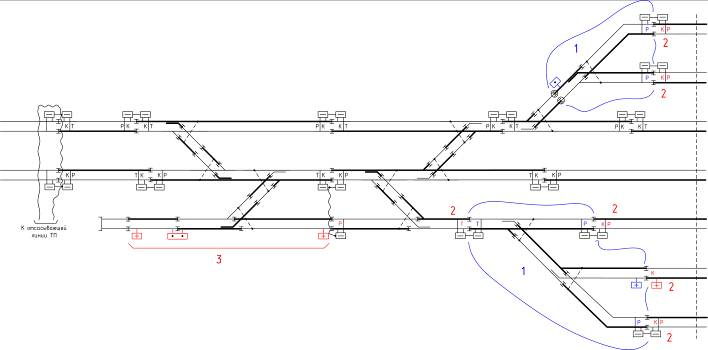 Р К Р
2
1
Р К Р
2
К Т Р К К Т Р К К Т К Т Р К
Т К Т К Р К Т К
К отсасывающей
линии ТП
Р
2 Т Т Р К Р 2
3
1
К
2
Р К Р
2